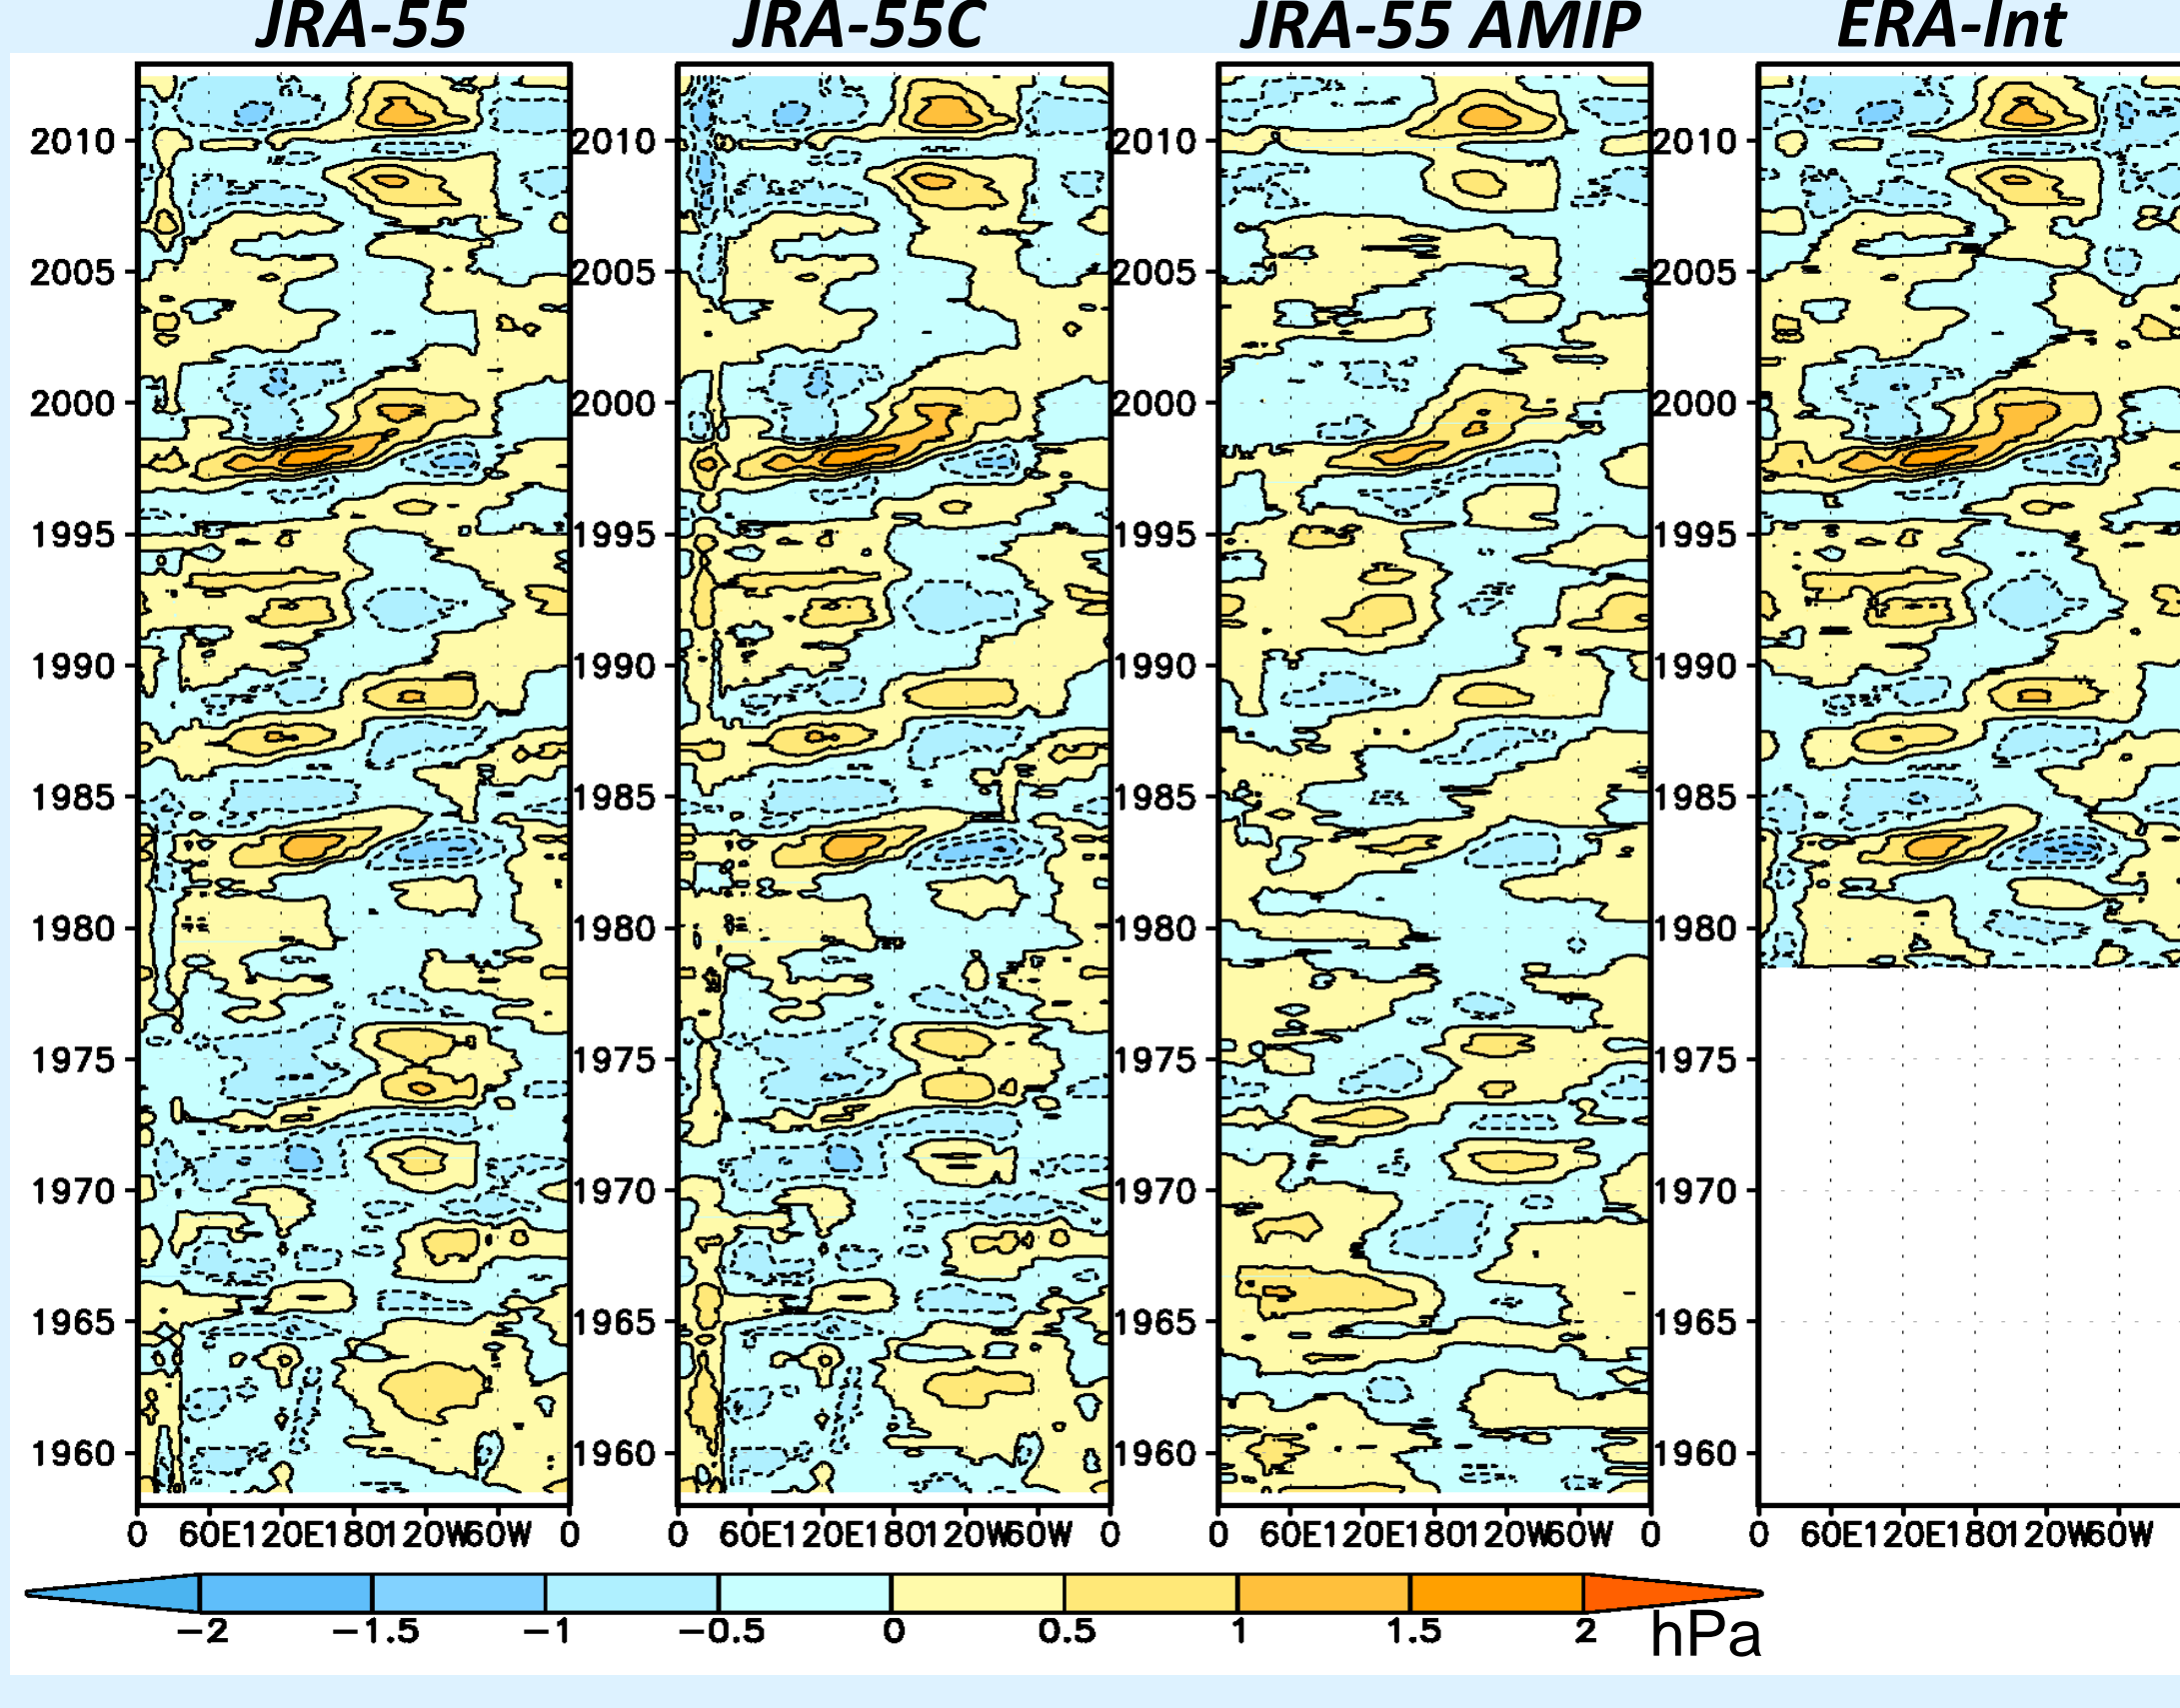 JRA-55 JRA-55C JRA-55 AMIP ERA-Int
2010 2010 2010 2010
2005 2005 2005 2005
2000 2000 2000 2000
1995 1995 1995 1995
1990 1990 1990 1990
1985 1985 1985 1985
1980 1980 1980 1980
1975 1975 1975 1975
1970 1970 1970 1970
1965 1965 1965 1965
1960 1960 1960 1960
0 60E 120E 180 120W 60W 0 0 60E 120E 180 120W 60W 0 0 60E 120E 180 120W 60W 0 0 60E 120E 180 120W 60W
−2 −1.5 −1 −0.5 0 0.5 1 1.5 2 hPa